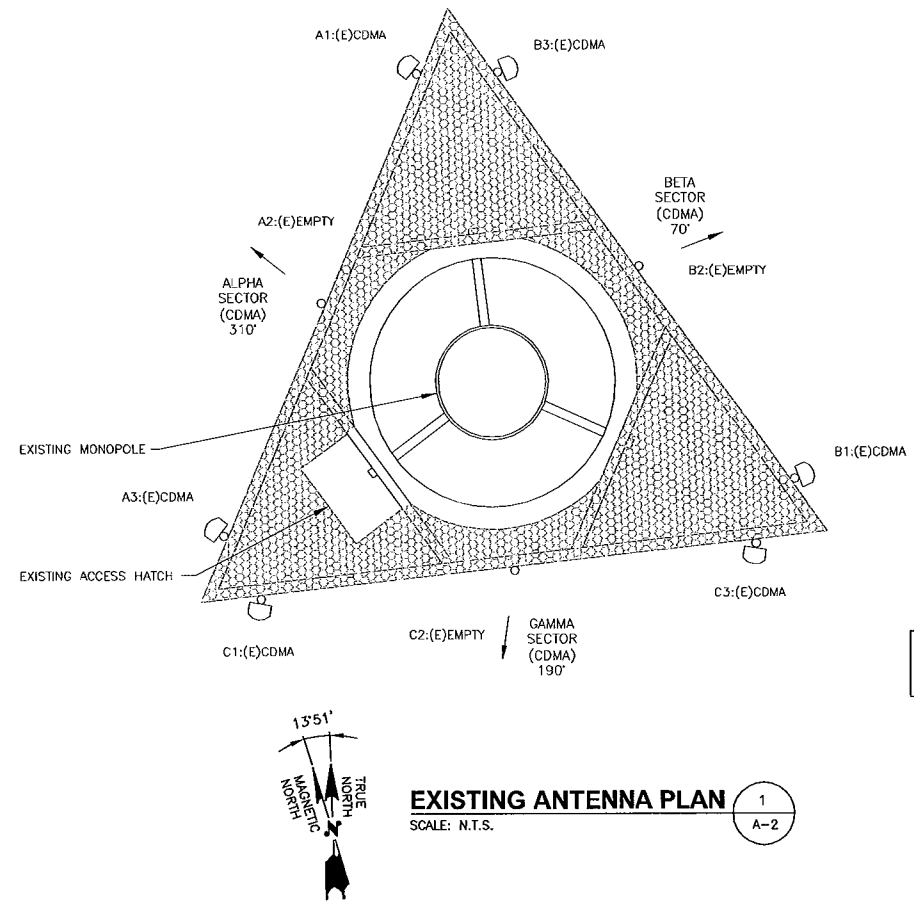 A1:(E)CDMA
B3:(E)CDMA
BETA
SECTOR
(CDMA)
70°
A2:(E)EMPTY
B2:(E)EMPTY
ALPHA
SECTOR
(CDMA)
310°
EXISTING MONOPOLE
B1:(E)CDMA
A3:(E)CDMA
EXISTING ACCESS HATCH
C3:(E)CDMA
C1:(E)CDMA
C2:(E)EMPTY
GAMMA
SECTOR
(CDMA)
190°
13°51'
MAGNETIC
NORTH
TRUE
NORTH
N
EXISTING ANTENNA PLAN
SCALE: N.T.S.
1
A-2